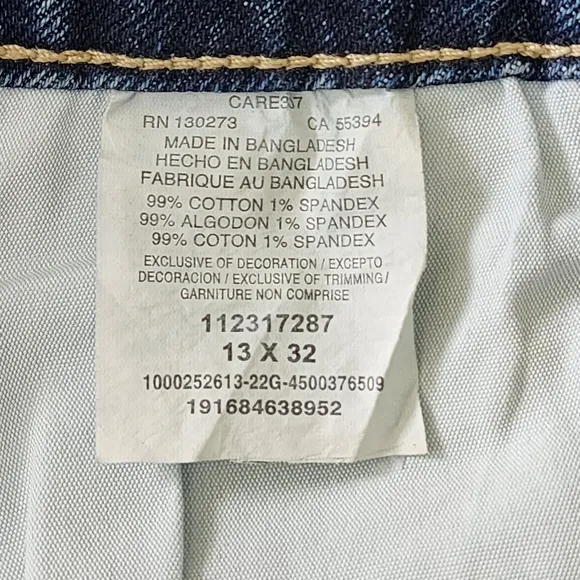 CARE337
RN 130273 CA 55394
MADE IN BANGLADESH
HECHO EN BANGLADESH
FABRIQUE AU BANGLADESH
99% COTTON 1% SPANDEX
99% ALGODON 1% SPANDEX
99% COTON 1% SPANDEX
EXCLUSIVE OF DECORATION / EXCEPTO
DECORACION / EXCLUSIVE OF TRIMMING /
GARNITURE NON COMPRISE
112317287
13 X 32
1000252613-22G-4500376509
191684638952